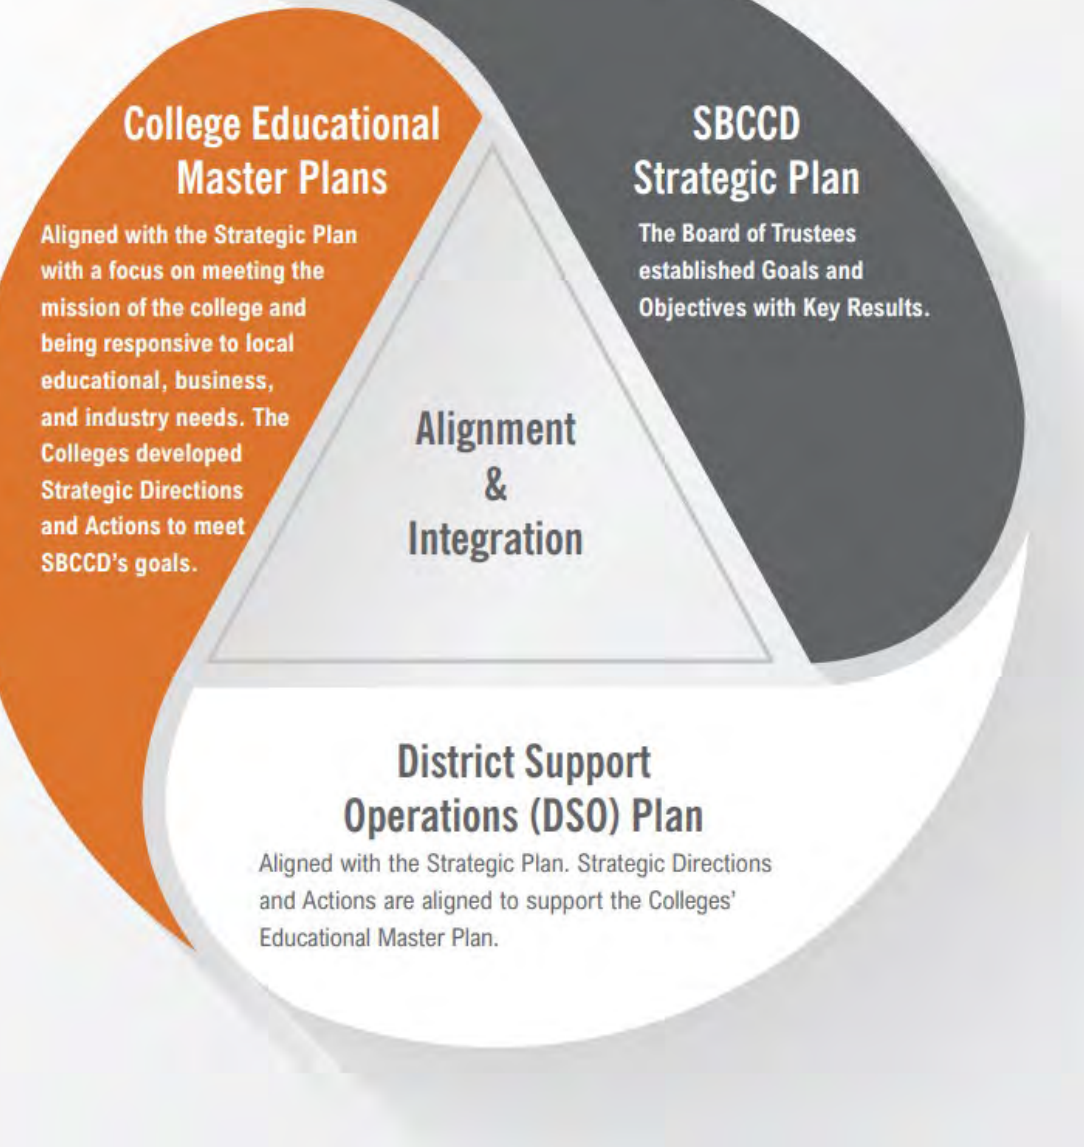 College Educational
Master Plans
Aligned with the Strategic Plan
with a focus on meeting the
mission of the college and
being responsive to local
educational, business,
and industry needs. The
Colleges developed
Strategic Directions
and Actions to meet
SBCCD's goals.
SBCCD
Strategic Plan
The Board of Trustees
established Goals and
Objectives with Key Results.
Alignment
&
Integration
District Support
Operations (DSO) Plan
Aligned with the Strategic Plan. Strategic Directions
and Actions are aligned to support the Colleges'
Educational Master Plan.